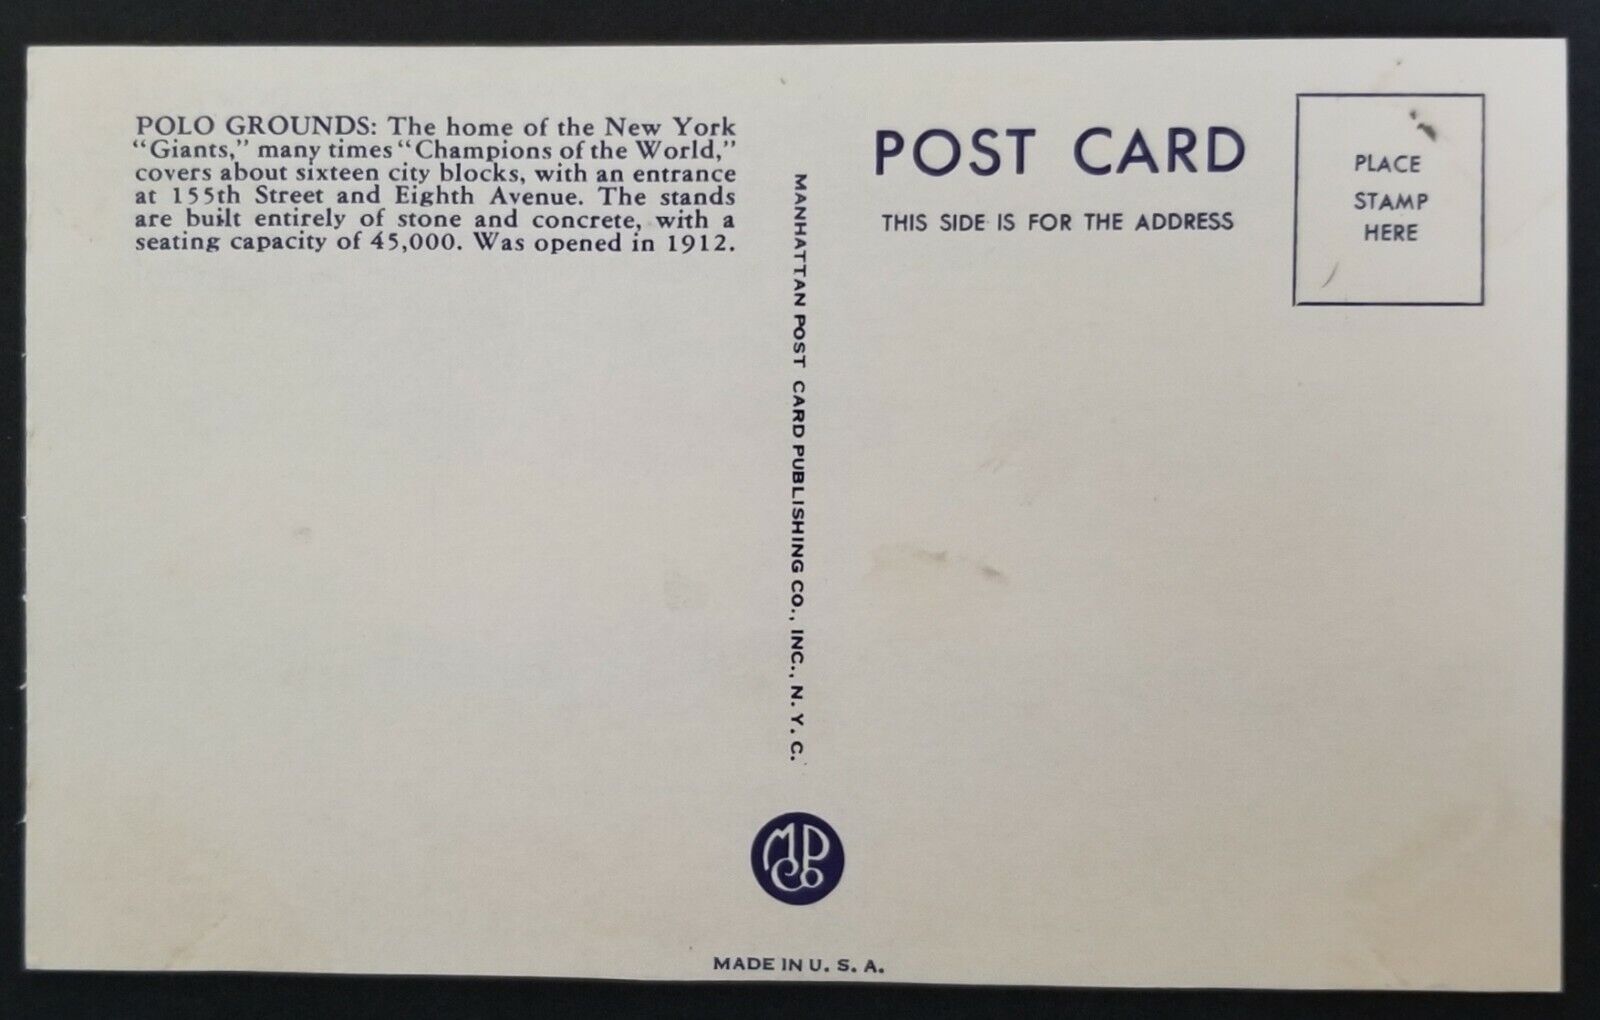 POLO GROUNDS: The home of the New York
"Giants," many times "Champions of the World,"
covers about sixteen city blocks, with an entrance
at 155th Street and Eighth Avenue. The stands
are built entirely of stone and concrete, with a
seating capacity of 45,000. Was opened in 1912.
MANHATTAN POST CARD PUBLISHING CO., INC., N. Y. C.
POST CARD
THIS SIDE IS FOR THE ADDRESS
PLACE
STAMP
HERE
MPCo
MADE IN U. S. A.